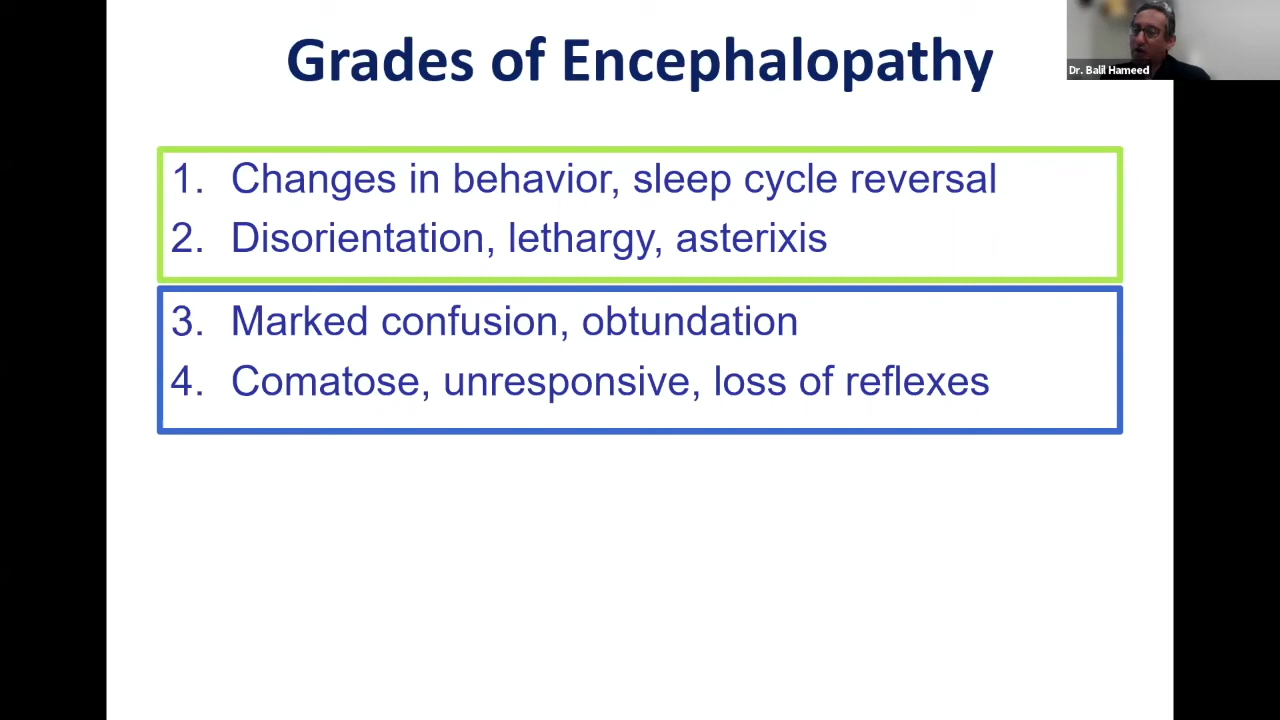 Grades of Encephalopathy
Dr. Balil Hameed
1. Changes in behavior, sleep cycle reversal
2. Disorientation, lethargy, asterixis
3. Marked confusion, obtundation
4. Comatose, unresponsive, loss of reflexes